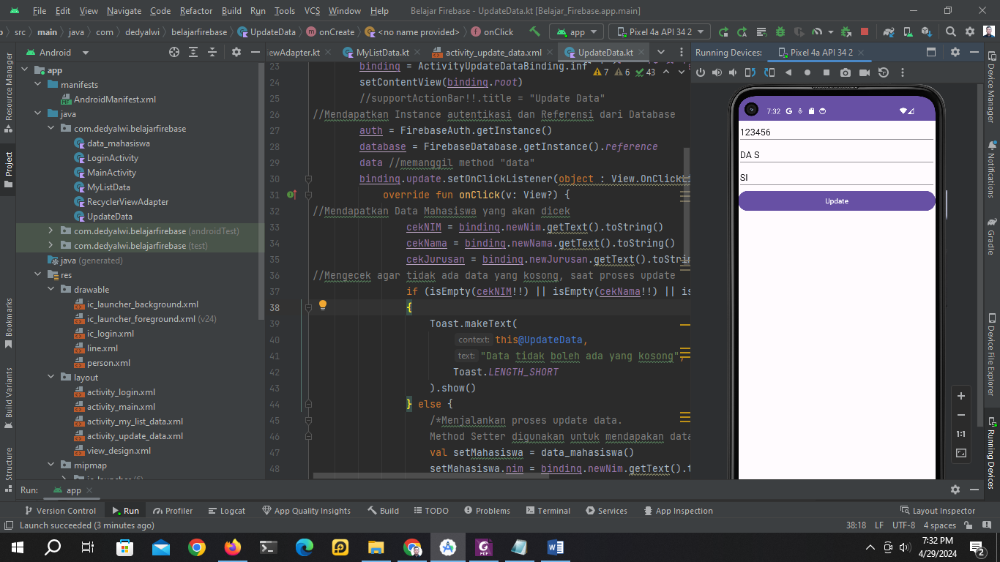 File Edit View Navigate Code Refactor Build Run Tools VCS Window Help Belajar Firebase - UpdateData.kt [Belajar_Firebase.app.main]
src main java com dedyalwi belajarfirebase UpdateData onCreate <no name provided> onClick app Pixel 4a API 34 2
Android
iewAdapter.kt MyListData.kt activity_update_data.xml UpdateData.kt
Running Devices: Pixel 4a API 34 2
Resource Manager
Project
Bookmarks
Build Variants
Structure
app
manifests
AndroidManifest.xml
java
com.dedyalwi.belajarfirebase
data_mahasiswa
LoginActivity
MainActivity
MyListData
RecyclerViewAdapter
UpdateData
com.dedyalwi.belajarfirebase (androidTest)
com.dedyalwi.belajarfirebase (test)
java (generated)
res
drawable
ic_launcher_background.xml
ic_launcher_foreground.xml (v24)
ic_login.xml
line.xml
person.xml
layout
activity_login.xml
activity_main.xml
activity_my_list_data.xml
activity_update_data.xml
view_design.xml
mipmap
7 6 43
23 binding = ActivityUpdateDataBinding.inf
24 setContentView(binding.root)
25 //supportActionBar!!.title = "Update Data"
26 //Mendapatkan Instance autentikasi dan Referensi dari Database
27 auth = FirebaseAuth.getInstance()
28 database = FirebaseDatabase.getInstance().reference
29 data //memanggil method "data"
30 binding.update.setOnClickListener(object : View.OnClickLi
31 override fun onClick(v: View?) {
32 //Mendapatkan Data Mahasiswa yang akan dicek
33 cekNIM = binding.newNim.getText().toString()
34 cekNama = binding.newNama.getText().toString()
35 cekJurusan = binding.newJurusan.getText().toStrin
36 //Mengecek agar tidak ada data yang kosong, saat proses update
37 if (isEmpty(cekNIM!!) || isEmpty(cekNama!!) || is
38 {
39 Toast.makeText(
40 context: this@UpdateData,
41 text: "Data tidak boleh ada yang kosong",
42 Toast.LENGTH_SHORT
43 ).show()
44 } else {
45 /*Menjalankan proses update data.
46 Method Setter digunakan untuk mendapakan data
47 val setMahasiswa = data_mahasiswa()
48 setMahasiswa.nim = binding.newNim.getText().t
7:32
123456
DA S
SI
Update
1:1
Device Manager
Notifications
Gradle
Device File Explorer
Running Devices
Run: app
Version Control Run Profiler Logcat App Quality Insights Build TODO Problems Terminal Services App Inspection Layout Inspector
Launch succeeded (3 minutes ago) 38:18 LF UTF-8 4 spaces
7:32 PM
4/29/2024
2